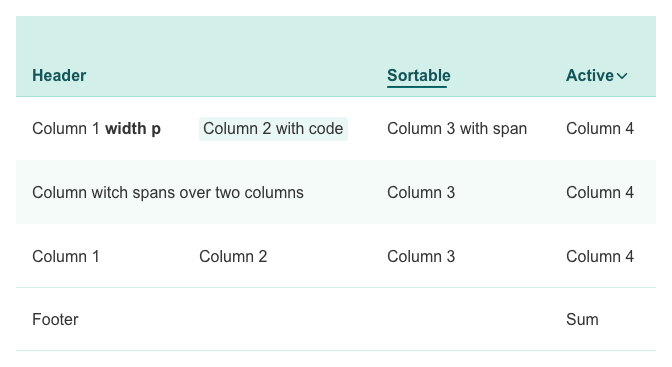 Header Sortable Active
Column 1 width p Column 2 with code Column 3 with span Column 4
Column witch spans over two columns Column 3 Column 4
Column 1 Column 2 Column 3 Column 4
Footer Sum